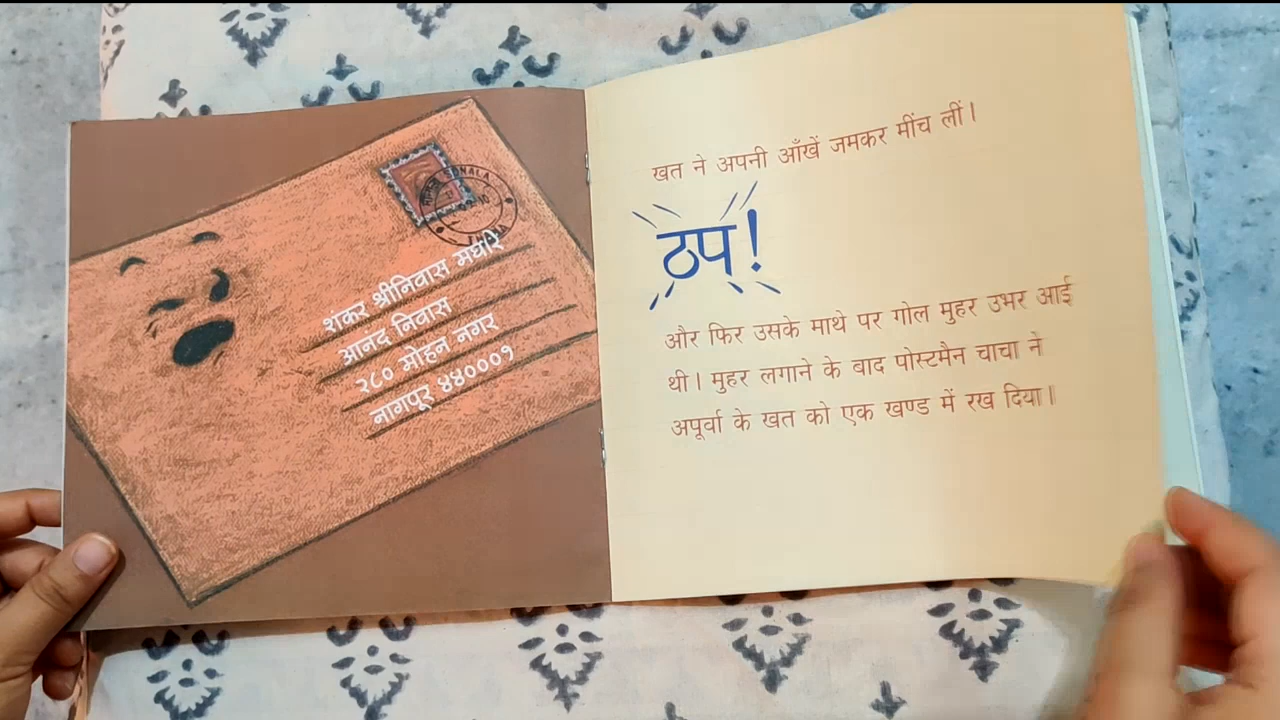 शंकर श्रीनिवास
आनंद निवास
२८० मोहन नगर
नागपूर ४४०००१
खत ने अपनी आँखें जमकर मींच लीं।
ठप!
और फिर उसके माथे पर गोल मुहर उभर आई
थी। मुहर लगाने के बाद पोस्टमैन चाचा ने
अपूर्वा के खत को एक खण्ड में रख दिया।